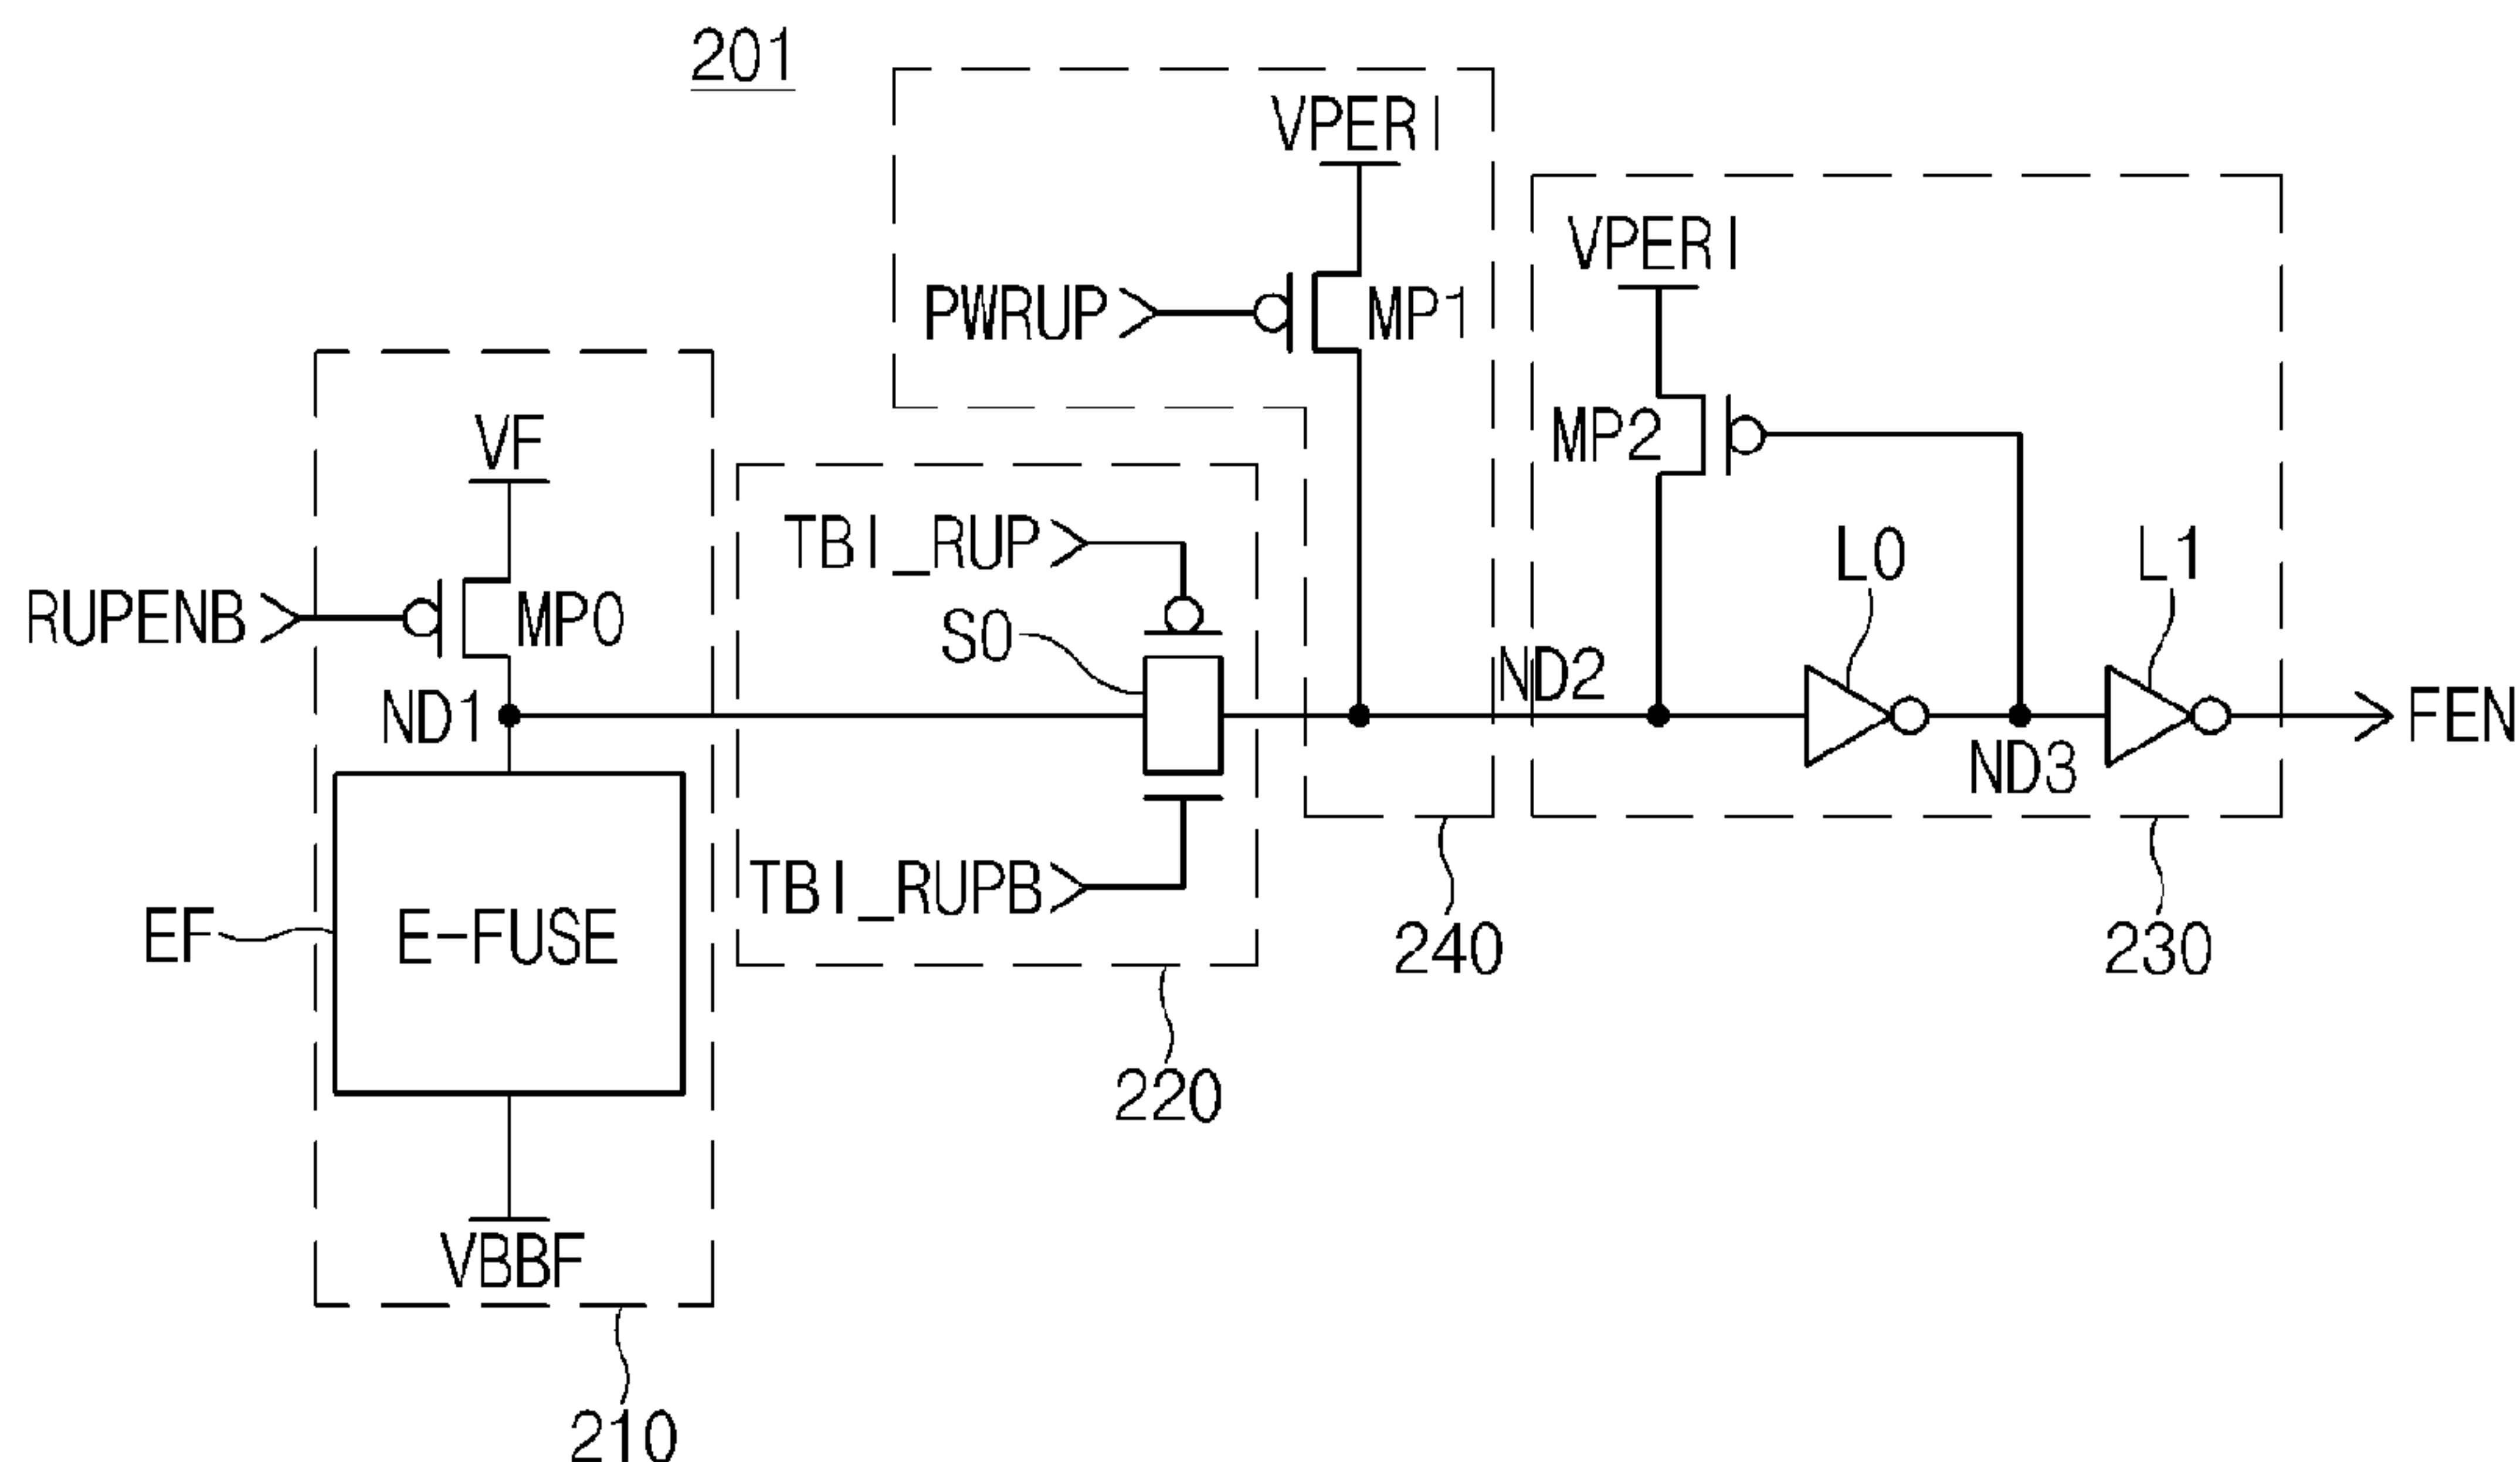 201
VPERI
VPERI
PWRUP
MP1
VF
MP2
TBI_RUP
L0
L1
RUPENB
MP0
S0
ND1
ND2
FEN
ND3
TBI_RUPB
EF
E-FUSE
240
230
220
VBBF
210